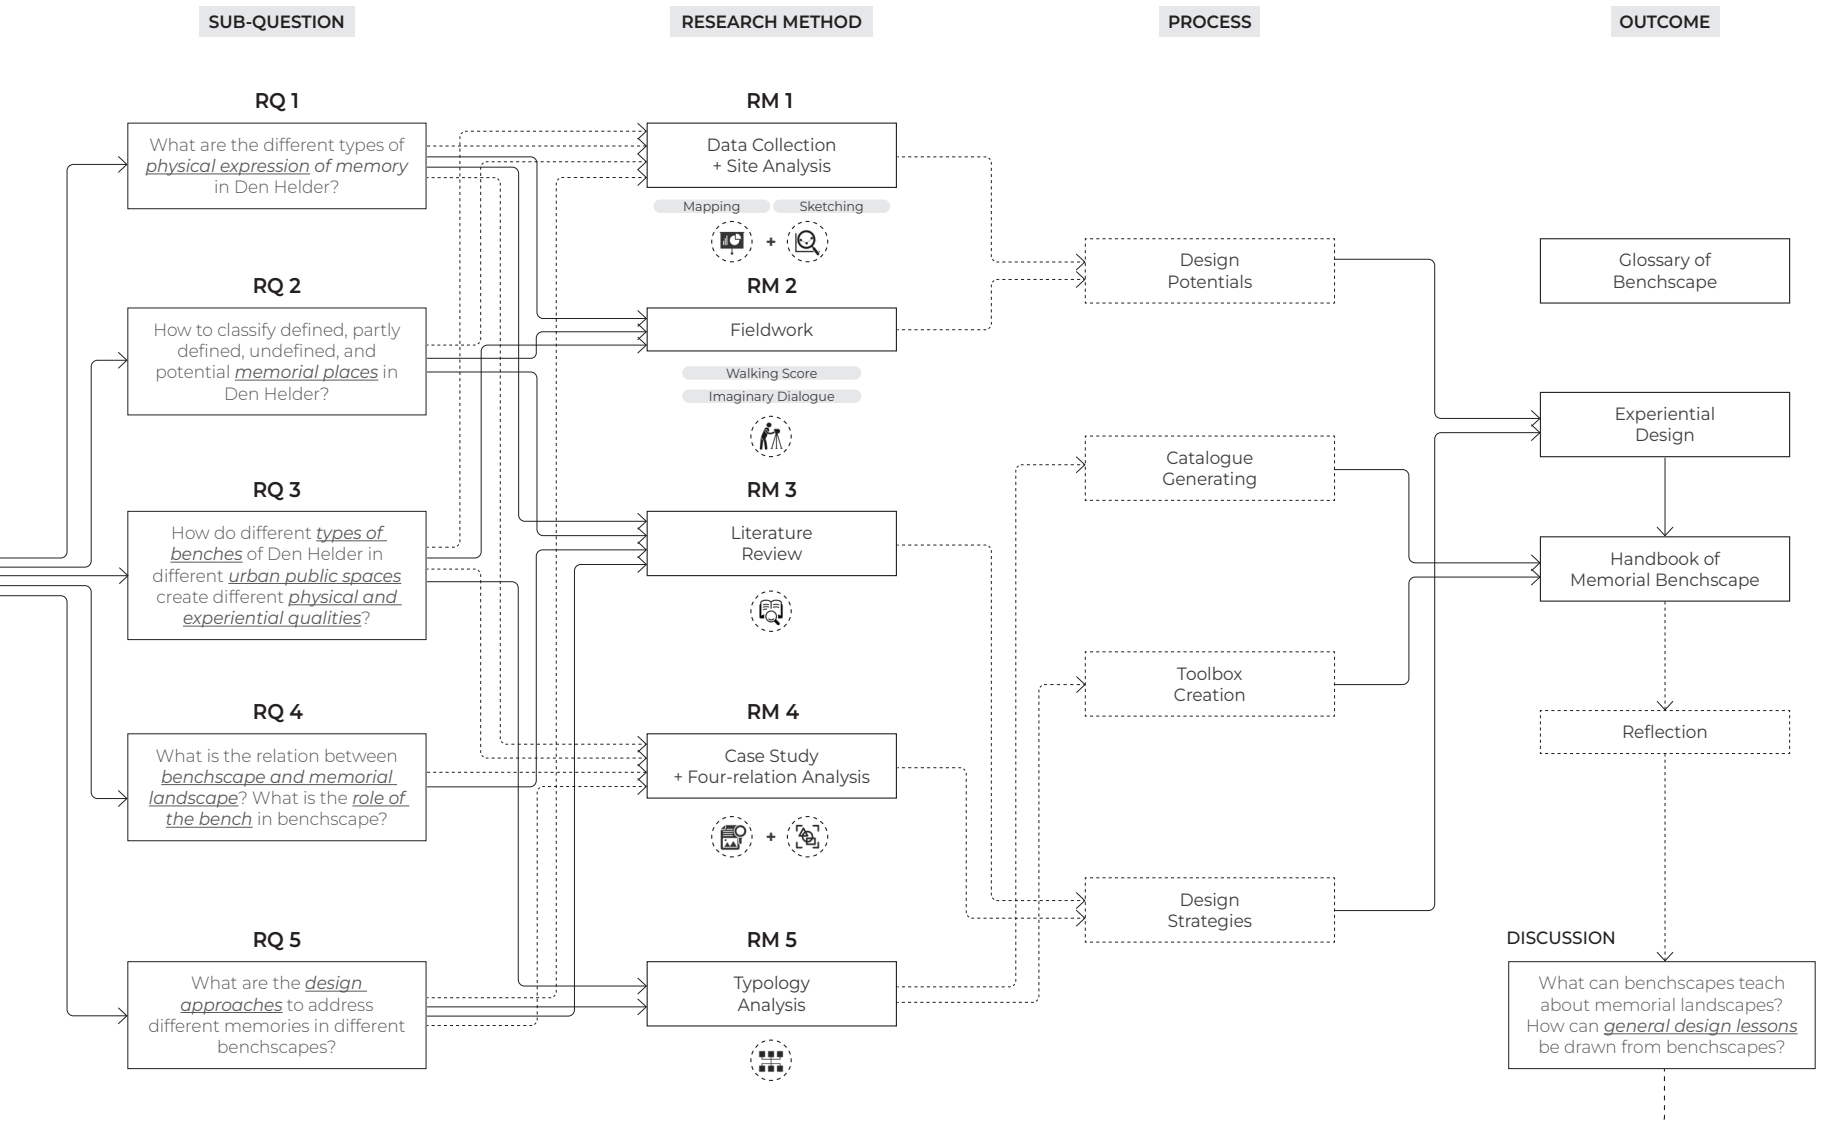 SUB-QUESTION
RESEARCH METHOD
PROCESS
OUTCOME
RQ 1
What are the different types of
physical expression of memory
in Den Helder?
RQ 2
How to classify defined, partly
defined, undefined, and
potential memorial places in
Den Helder?
RQ 3
How do different types of
benches of Den Helder in
different urban public spaces
create different physical and
experiential qualities?
RQ 4
What is the relation between
benchscape and memorial
landscape? What is the role of
the bench in benchscape?
RQ 5
What are the design
approaches to address
different memories in different
benchscapes?
RM 1
Data Collection
+ Site Analysis
Mapping
Sketching
+
RM 2
Fieldwork
Walking Score
Imaginary Dialogue
RM 3
Literature
Review
RM 4
Case Study
+ Four-relation Analysis
+
RM 5
Typology
Analysis
Design
Potentials
Catalogue
Generating
Toolbox
Creation
Design
Strategies
Glossary of
Benchscape
Experiential
Design
Handbook of
Memorial Benchscape
Reflection
DISCUSSION
What can benchscapes teach
about memorial landscapes?
How can general design lessons
be drawn from benchscapes?